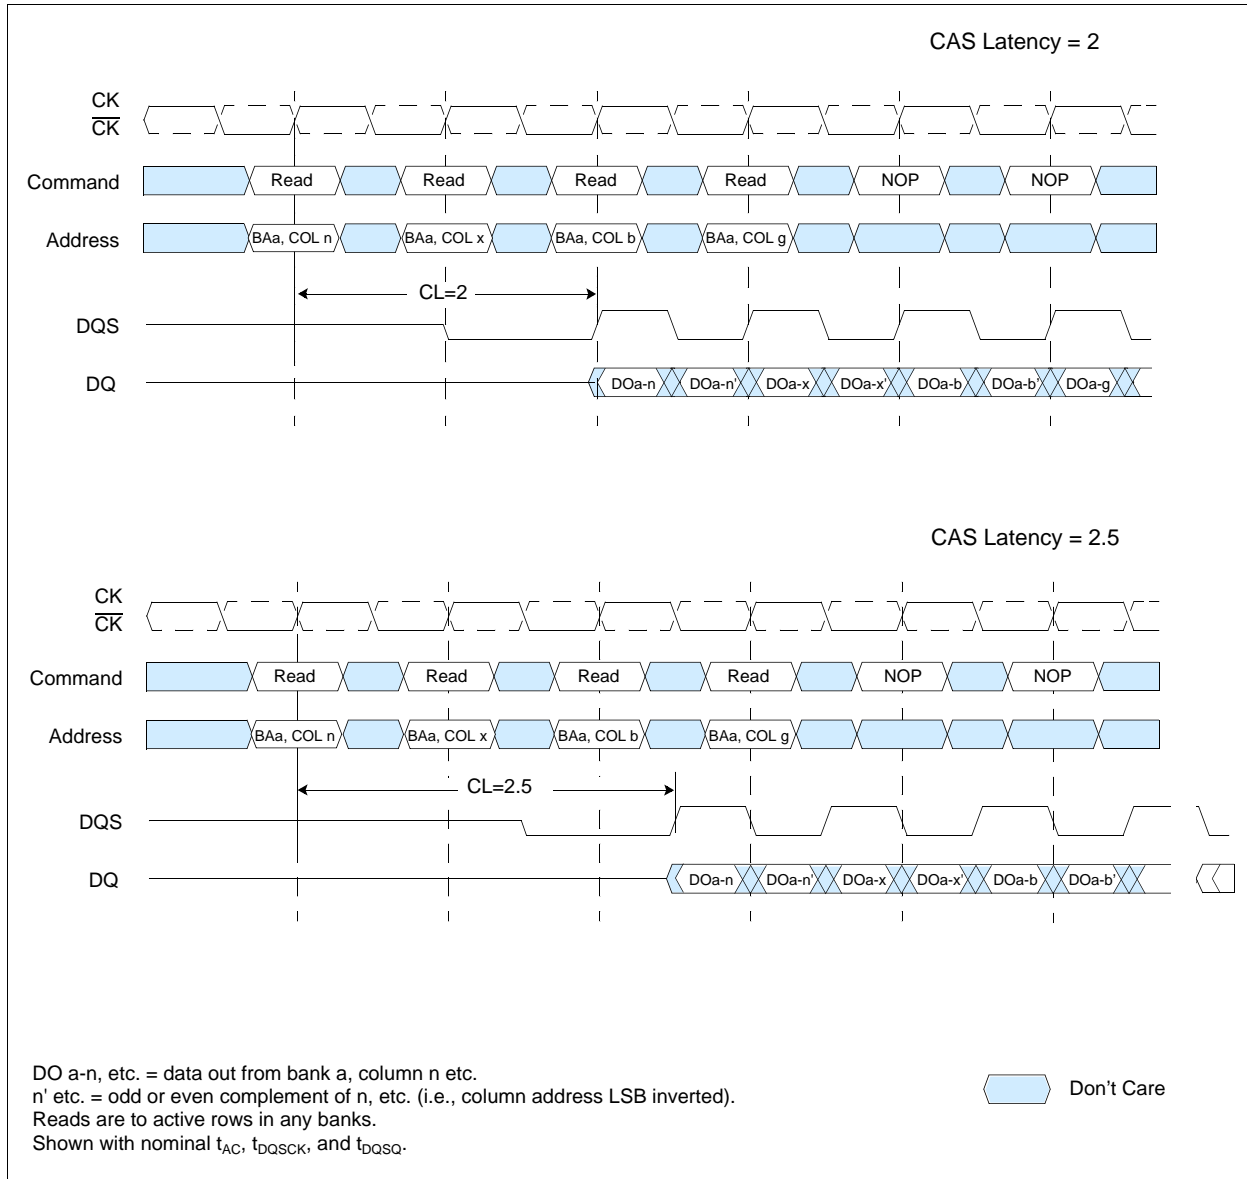 CAS Latency = 2
CK
CK
Command Read Read Read Read NOP NOP
Address BAa, COL n BAa, COL x BAa, COL b BAa, COL g
CL=2
DQS
DQ DOa-n DOa-n' DOa-x DOa-x' DOa-b DOa-b' DOa-g
CAS Latency = 2.5
CK
CK
Command Read Read Read Read NOP NOP
Address BAa, COL n BAa, COL x BAa, COL b BAa, COL g
CL=2.5
DQS
DQ DOa-n DOa-n' DOa-x DOa-x' DOa-b DOa-b'
DO a-n, etc. = data out from bank a, column n etc.
n' etc. = odd or even complement of n, etc. (i.e., column address LSB inverted).
Reads are to active rows in any banks.
Shown with nominal tAC, tDQSCK, and tDQSQ.
Don't Care